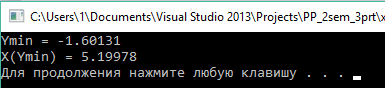 C:\Users\1\Documents\Visual Studio 2013\Projects\PP_2sem_3prt\x
Ymin = -1.60131
X(Ymin) = 5.19978
Для продолжения нажмите любую клавишу . . .